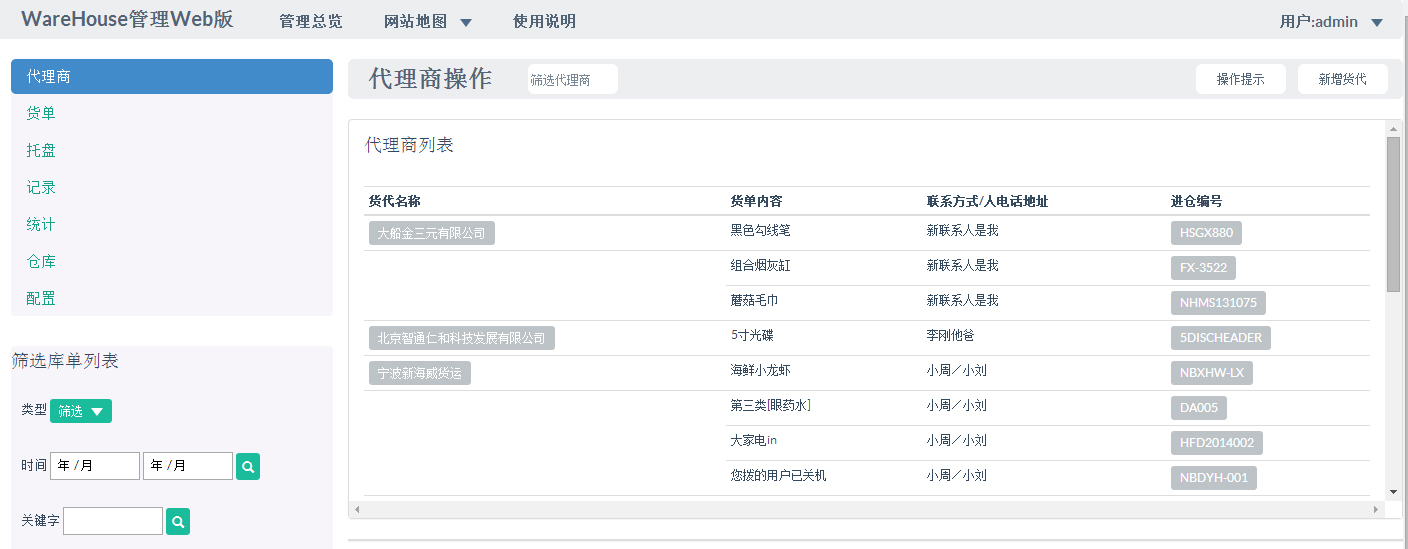 WareHouse管理Web版 管理总览 网站地图 使用说明 用户:admin
代理商
货单
托盘
记录
统计
仓库
配置
筛选库单列表
类型 筛选
时间 年 /月 年 /月
关键字
代理商操作 筛选代理商 操作提示 新增货代
代理商列表
货代名称 货单内容 联系方式/人电话地址 进仓编号
大船金三元有限公司 黑色勾线笔 新联系人是我 HSGX880
组合烟灰缸 新联系人是我 FX-3522
蘑菇毛巾 新联系人是我 NHMS131075
北京智通仁和科技发展有限公司 5寸光碟 李刚他爸 5DISCHEADER
宁波新海威货运 海鲜小龙虾 小周／小刘 NBXHW-LX
第三类[眼药水] 小周／小刘 DA005
大家电in 小周／小刘 HFD2014002
您拨的用户已关机 小周／小刘 NBDYH-001